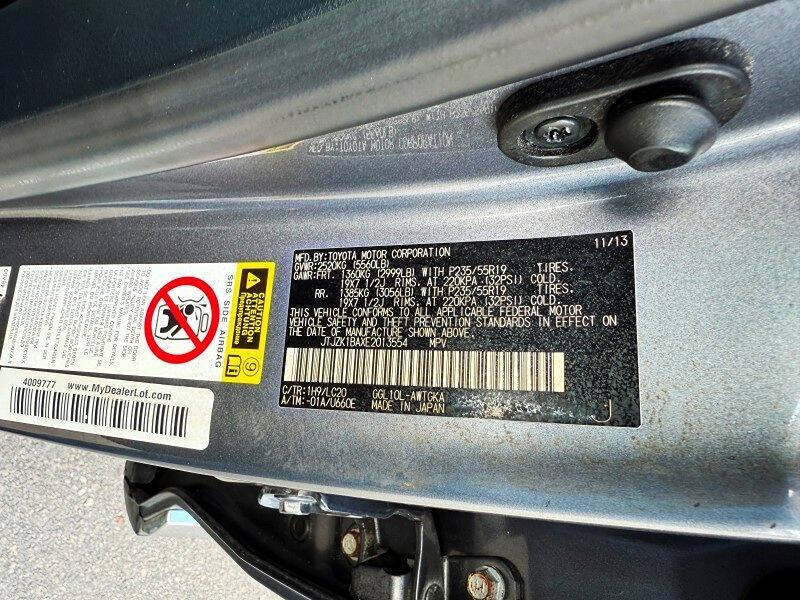 11/13
MFD.BY:TOYOTA MOTOR CORPORATION
GVWR:2520KG (5560LB)
GAWR:FRT. 1360KG (2999LB) WITH P235/55R19 TIRES.
19X7 1/2J RIMS. AT 220KPA (32PSI) COLD.
RR. 1385KG (3056LB) WITH P235/55R19 TIRES.
19X7 1/2J RIMS. AT 220KPA (32PSI) COLD.
THIS VEHICLE CONFORMS TO ALL APPLICABLE FEDERAL MOTOR
VEHICLE SAFETY AND THEFT PREVENTION STANDARDS IN EFFECT ON
THE DATE OF MANUFACTURE SHOWN ABOVE.
JTJZK1BAXE2013554 MPV
C/TR:1H9/LC20 GGL10L-AWTGKA
A/TM:-01A/U660E MADE IN JAPAN
J
SRS SIDE AIRBAG
CAUTION
ATTENTION
ACHTUNG
9
4009777 www.MyDealerLot.com